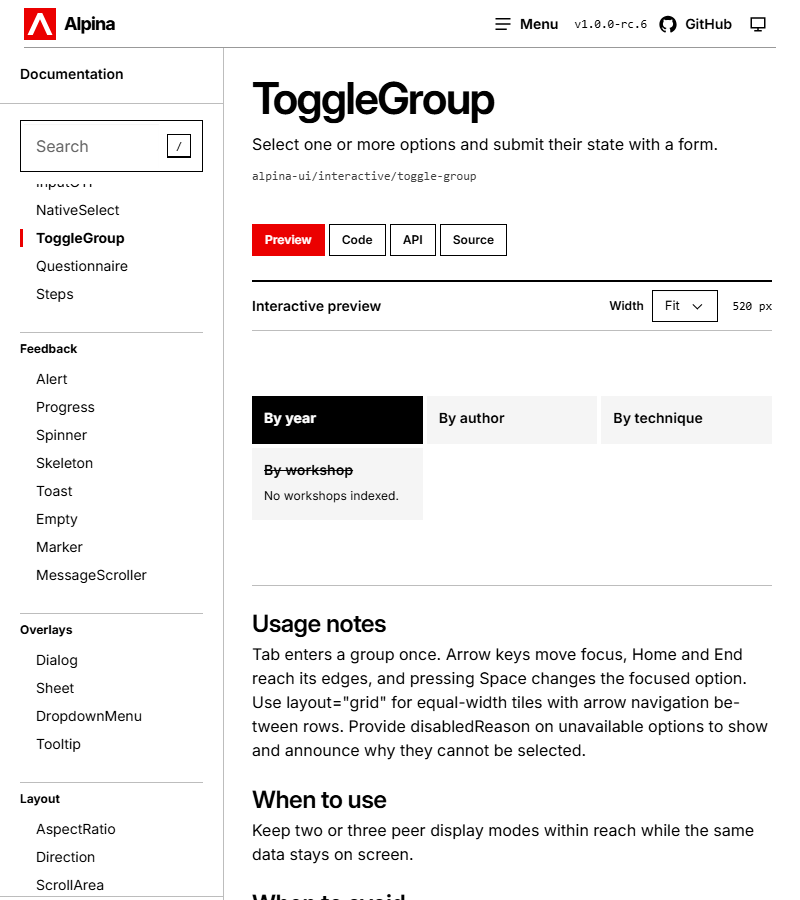 Alpina
Menu
v1.0.0-rc.6
GitHub
Documentation
Search
/
InputOTP
NativeSelect
ToggleGroup
Questionnaire
Steps
Feedback
Alert
Progress
Spinner
Skeleton
Toast
Empty
Marker
MessageScroller
Overlays
Dialog
Sheet
DropdownMenu
Tooltip
Layout
AspectRatio
Direction
ScrollArea
ToggleGroup
Select one or more options and submit their state with a form.
alpina-ui/interactive/toggle-group
Preview
Code
API
Source
Interactive preview
Width
Fit
520 px
By year
By author
By technique
By workshop
No workshops indexed.
Usage notes
Tab enters a group once. Arrow keys move focus, Home and End
reach its edges, and pressing Space changes the focused option.
Use layout="grid" for equal-width tiles with arrow navigation be-
tween rows. Provide disabledReason on unavailable options to show
and announce why they cannot be selected.
When to use
Keep two or three peer display modes within reach while the same
data stays on screen.
When to avoid